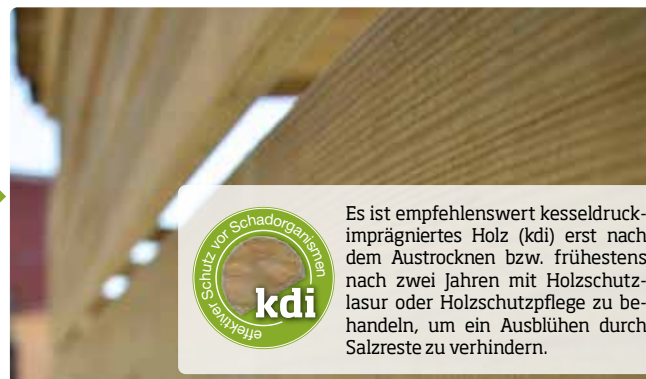 effektiver Schutz vor Schadorganismen
kdi
Es ist empfehlenswert kesseldruck-
imprägniertes Holz (kdi) erst nach
dem Austrocknen bzw. frühestens
nach zwei Jahren mit Holzschutz-
lasur oder Holzschutzpflege zu be-
handeln, um ein Ausblühen durch
Salzreste zu verhindern.